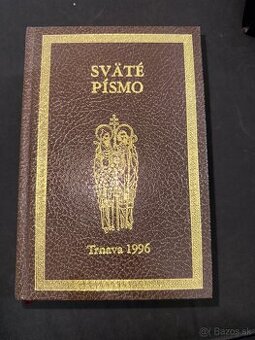 SVÄTÉ
PÍSMO
Trnava 1996
Bazos.sk